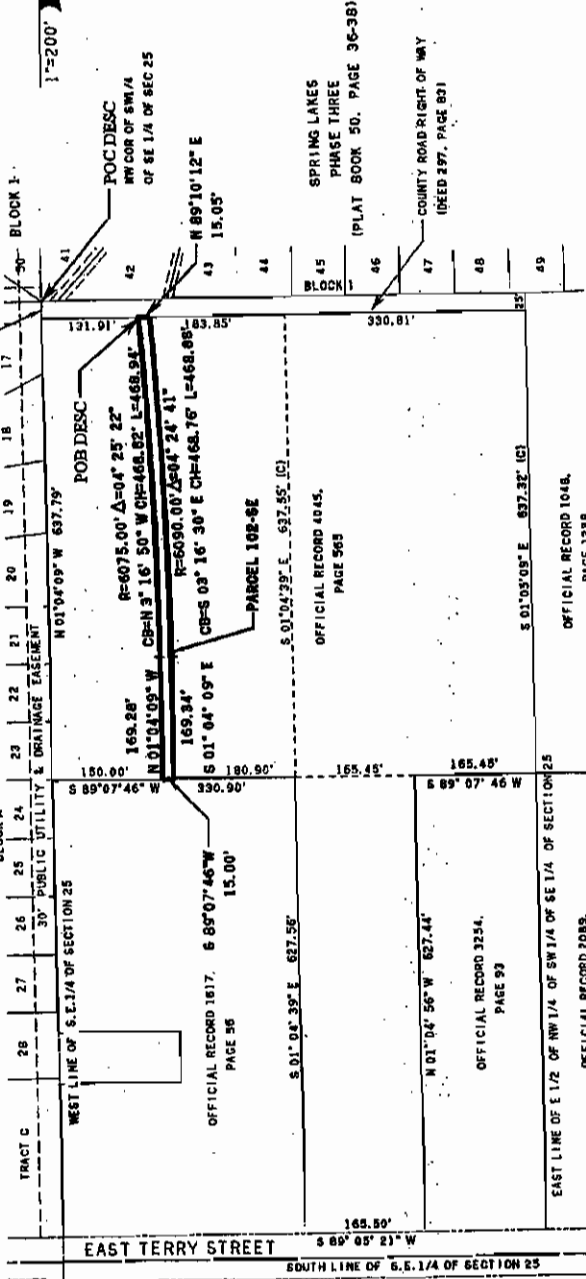 1"=200'
BLOCK 1
POC DESC
NW COR OF SW1/4
OF SE 1/4 OF SEC 25
N 89°10'12" E
15.05'
SPRING LAKES
PHASE THREE
(PLAT BOOK 50, PAGE 36-38)
COUNTY ROAD RIGHT OF WAY
(DEED 297, PAGE 83)
30
41
42
43
44
45
46
47
48
49
BLOCK 1
25'
131.91'
183.85'
330.81'
POB DESC
17
18
19
20
21
22
23
24
25
26
27
28
TRACT C
30' PUBLIC UTILITY & DRAINAGE EASEMENT
N 01°04'09" W 637.79'
R=6075.00' Δ=04° 25' 22"
CB=N 3° 16' 50" W CH=468.82' L=468.94'
R=6090.00' Δ=04° 24' 41"
CB=S 03° 16' 30" E CH=468.76' L=468.88'
PARCEL 102-SE
169.28'
N 01°04'09" W
169.34'
S 01° 04' 09" E
S 01°04'39" E 637.55' (C)
OFFICIAL RECORD 4045,
PAGE 565
S 01°05'09" E 637.32' (C)
OFFICIAL RECORD 1048,
150.00'
S 89°07'46" W
180.90'
330.90'
165.45'
165.45'
S 89° 07' 46" W
S 89°07'46" W
15.00'
WEST LINE OF S.E.1/4 OF SECTION 25
OFFICIAL RECORD 1617,
PAGE 56
S 01° 04' 39" E 627.56'
N 01°04' 56" W 627.44'
OFFICIAL RECORD 3254,
PAGE 93
EAST LINE OF E 1/2 OF NW 1/4 OF SW 1/4 OF SE 1/4 OF SECTION 25
OFFICIAL RECORD 2089,
EAST TERRY STREET
165.50'
S 89° 05' 21" W
SOUTH LINE OF S.E.1/4 OF SECTION 25